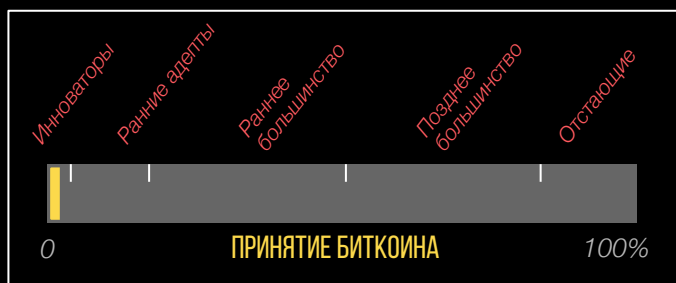 Инноваторы
Ранние адепты
Раннее
большинство
Позднее
большинство
Отстающие
0
ПРИНЯТИЕ БИТКОИНА
100%